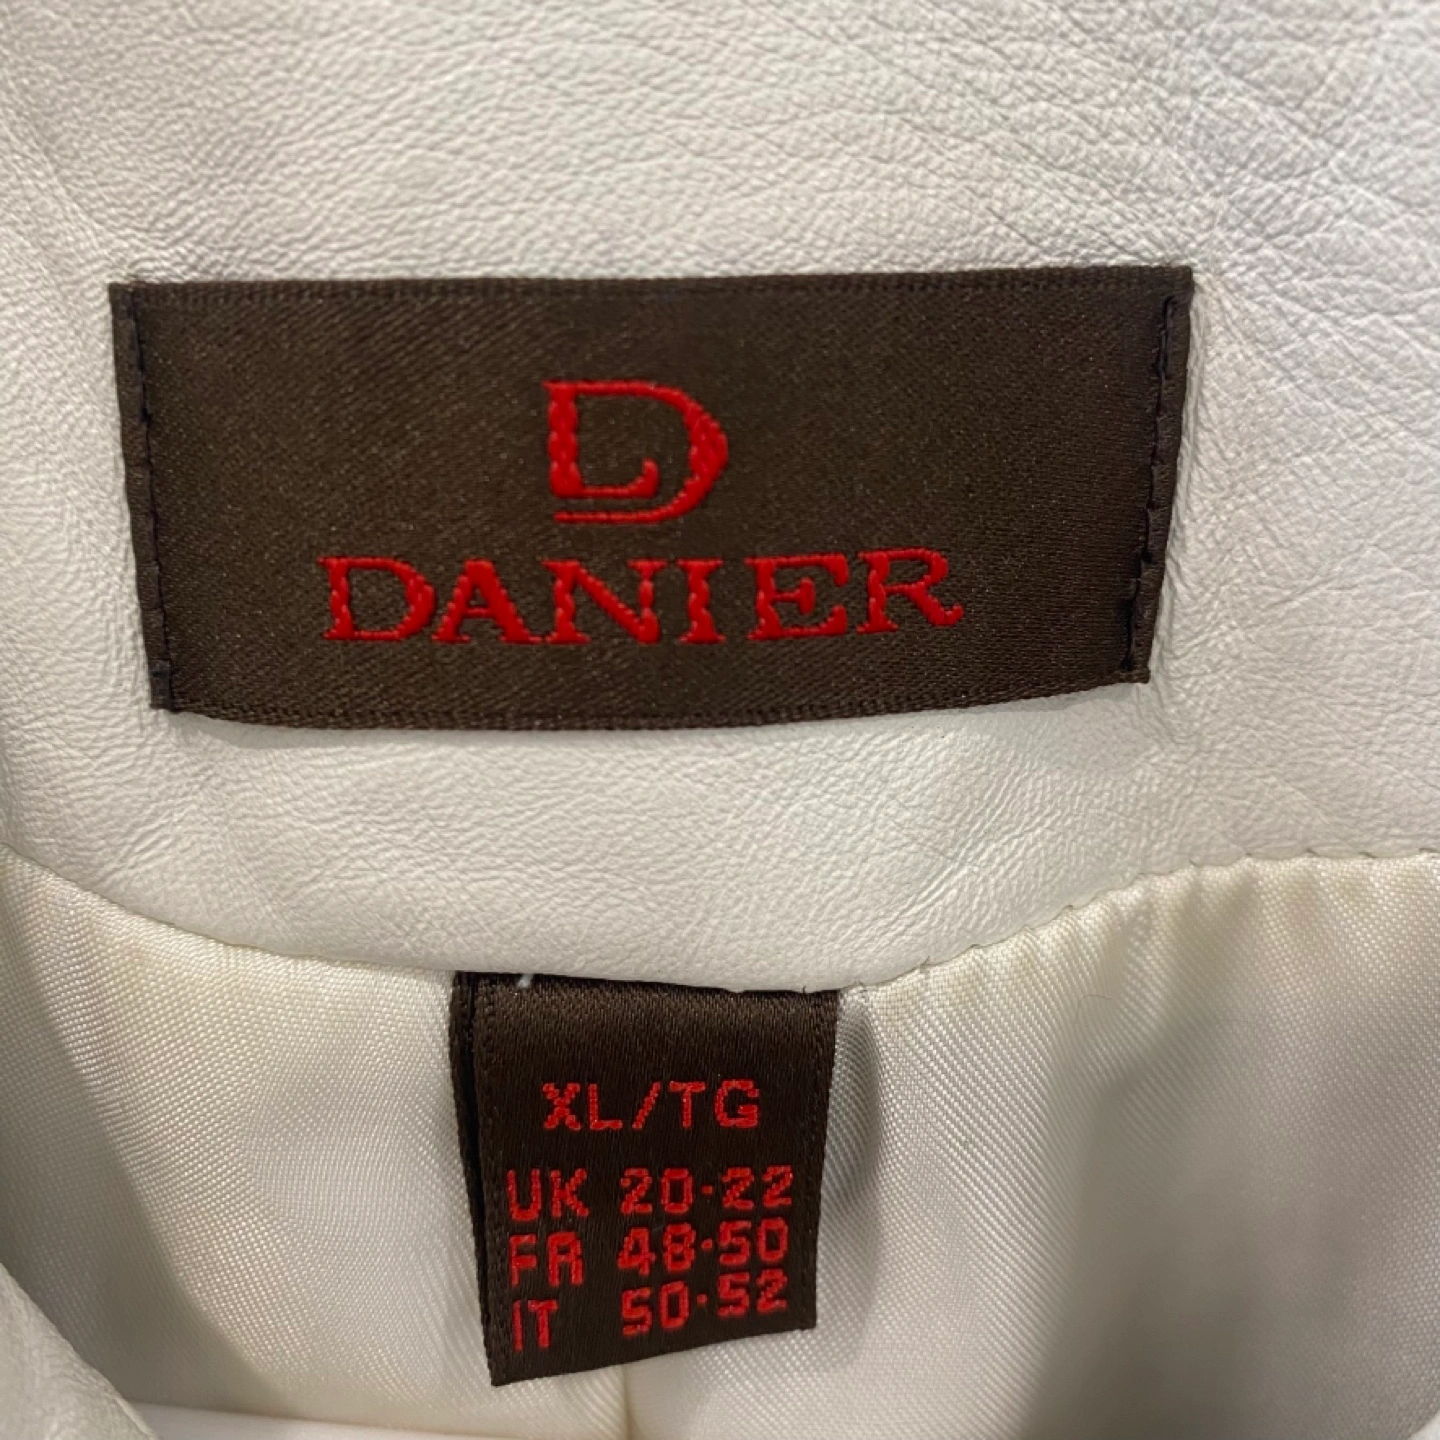 D
DANIER
XL/TG
UK 20·22
FR 48·50
IT 50·52